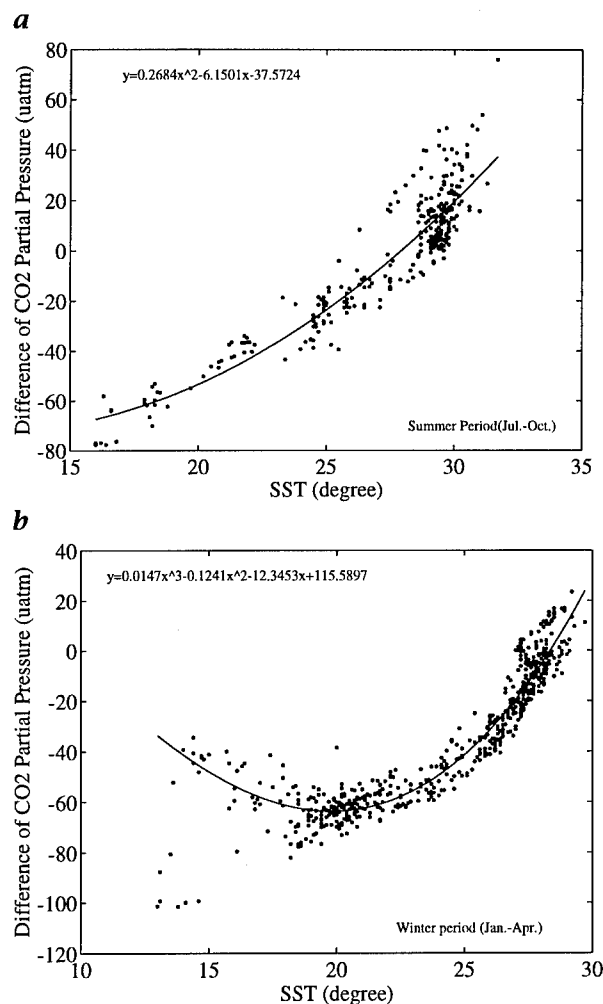 a
y=0.2684x^2-6.1501x-37.5724
Difference of CO2 Partial Pressure (uatm)
80
60
40
20
0
-20
-40
-60
-80
Summer Period(Jul.-Oct.)
15 20 25 30 35
SST (degree)
b
y=0.0147x^3-0.1241x^2-12.3453x+115.5897
Difference of CO2 Partial Pressure (uatm)
40
20
0
-20
-40
-60
-80
-100
-120
Winter period (Jan.-Apr.)
10 15 20 25 30
SST (degree)